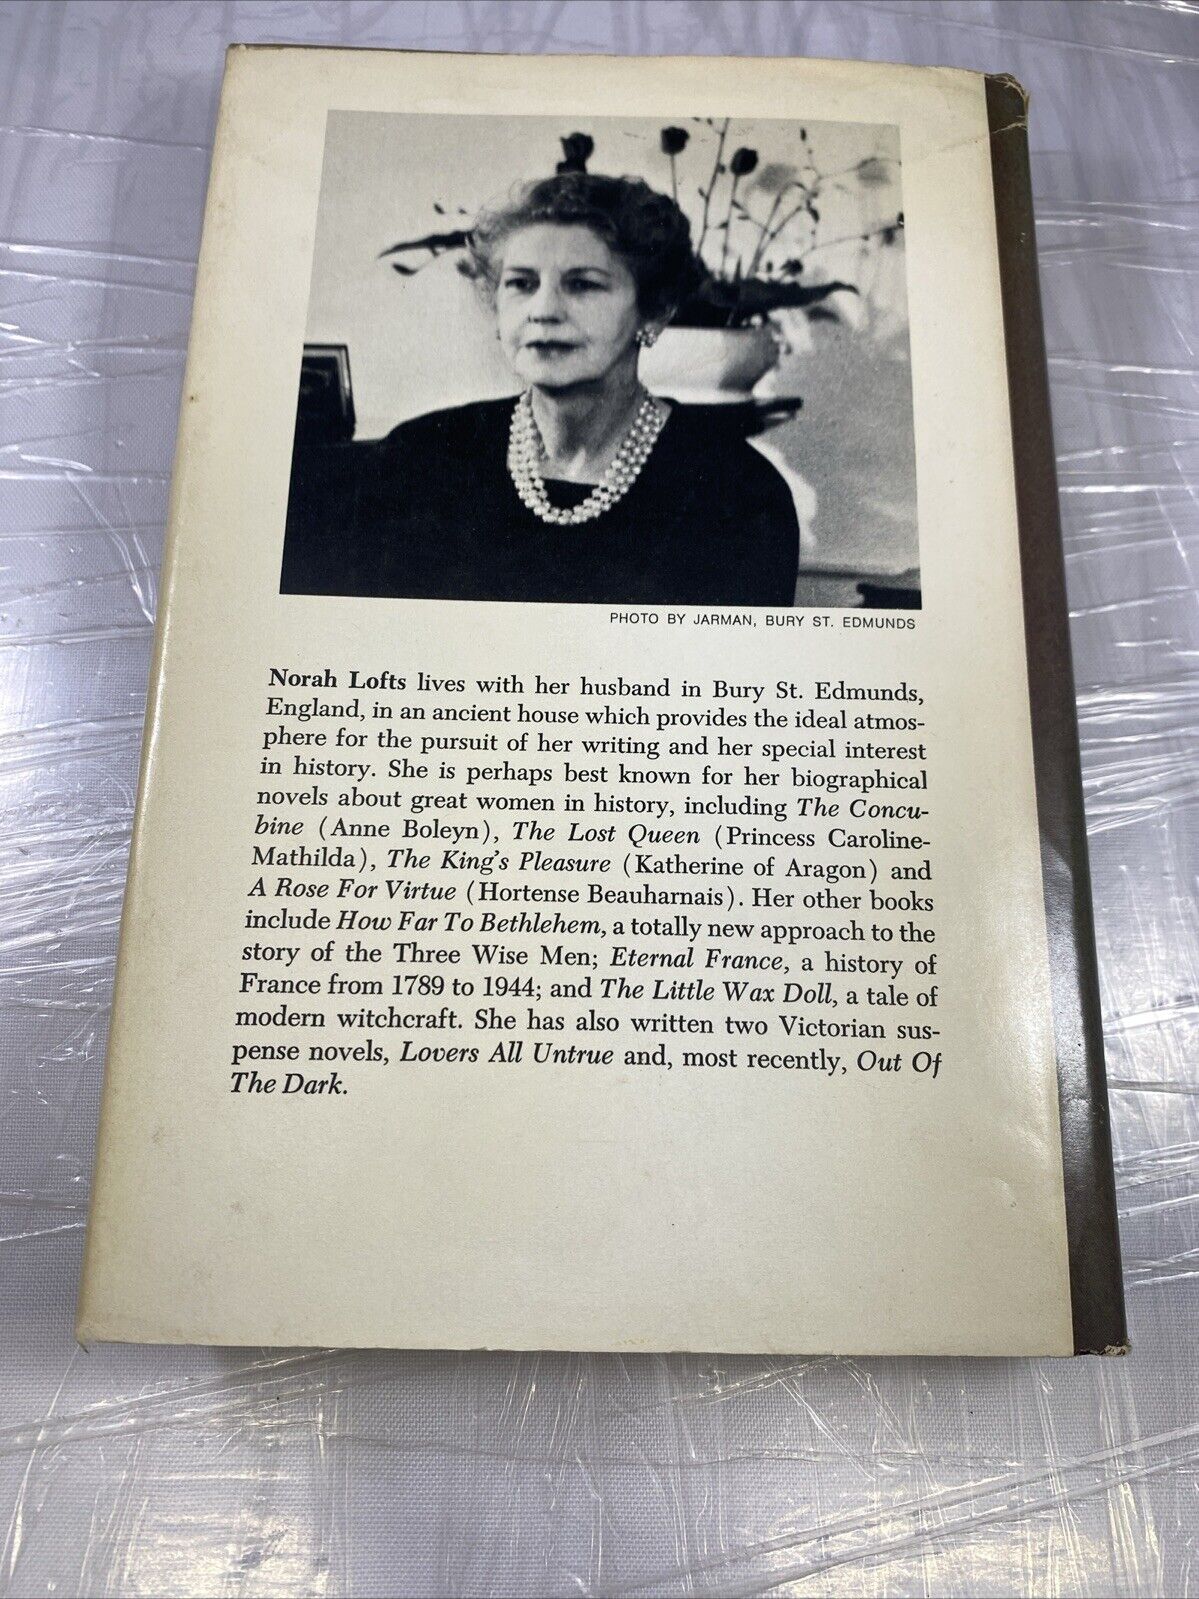 PHOTO BY JARMAN, BURY ST. EDMUNDS
Norah Lofts lives with her husband in Bury St. Edmunds,
England, in an ancient house which provides the ideal atmos-
phere for the pursuit of her writing and her special interest
in history. She is perhaps best known for her biographical
novels about great women in history, including The Concu-
bine (Anne Boleyn), The Lost Queen (Princess Caroline-
Mathilda), The King's Pleasure (Katherine of Aragon) and
A Rose For Virtue (Hortense Beauharnais). Her other books
include How Far To Bethlehem, a totally new approach to the
story of the Three Wise Men; Eternal France, a history of
France from 1789 to 1944; and The Little Wax Doll, a tale of
modern witchcraft. She has also written two Victorian sus-
pense novels, Lovers All Untrue and, most recently, Out Of
The Dark.